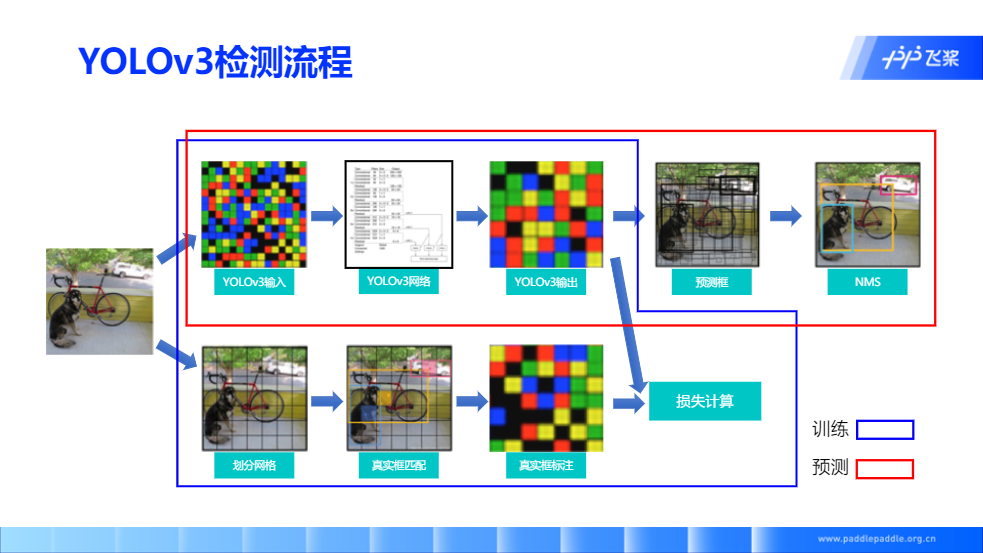 YOLOv3检测流程
飞桨
YOLOv3输入
YOLOv3网络
YOLOv3输出
预测框
NMS
划分网格
真实框匹配
真实框标注
损失计算
训练
预测
www.paddlepaddle.org.cn